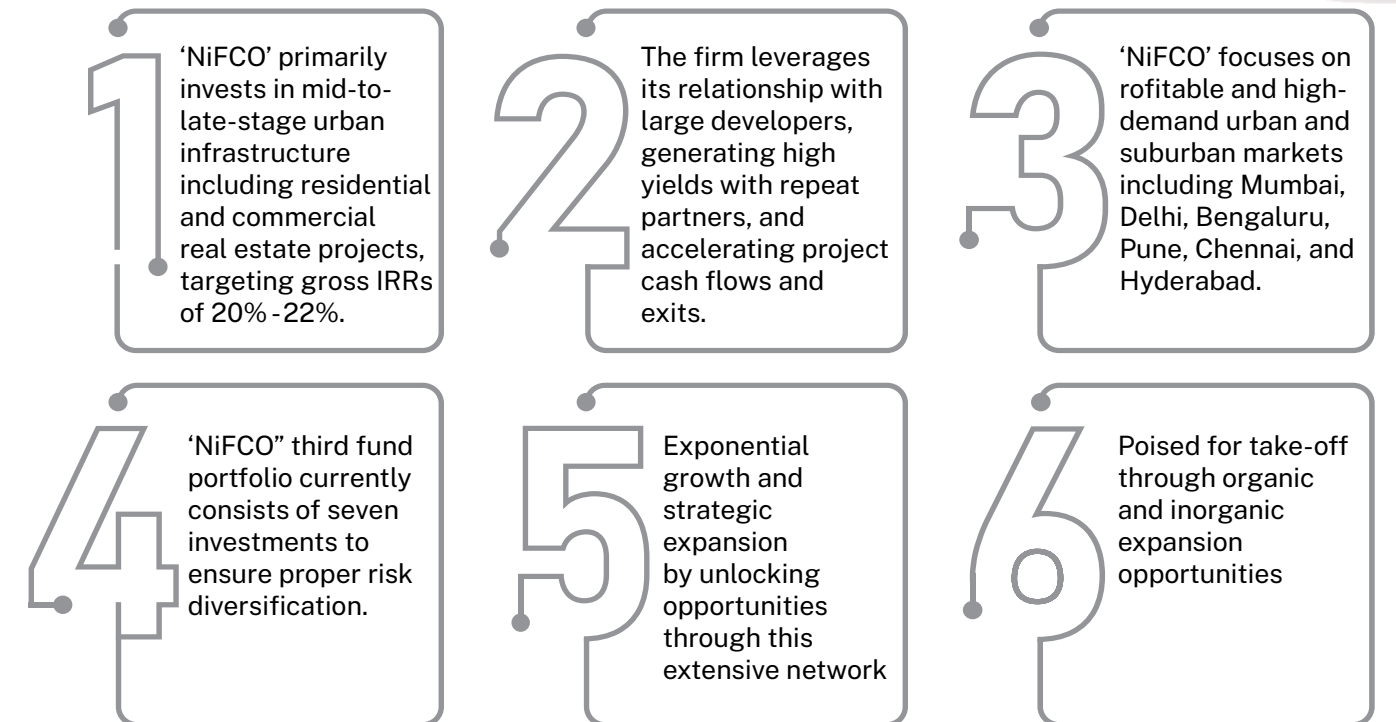 1
‘NiFCO’ primarily
invests in mid-to-
late-stage urban
infrastructure
including residential
and commercial
real estate projects,
targeting gross IRRs
of 20% -22%.
2
The firm leverages
its relationship with
large developers,
generating high
yields with repeat
partners, and
accelerating project
cash flows and
exits.
3
‘NiFCO’ focuses on
rofitable and high-
demand urban and
suburban markets
including Mumbai,
Delhi, Bengaluru,
Pune, Chennai, and
Hyderabad.
4
‘NiFCO” third fund
portfolio currently
consists of seven
investments to
ensure proper risk
diversification.
5
Exponential
growth and
strategic
expansion
by unlocking
opportunities
through this
extensive network
6
Poised for take-off
through organic
and inorganic
expansion
opportunities